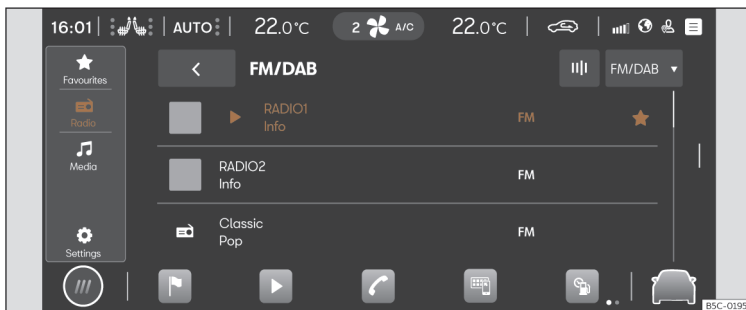 16:01 AUTO 22.0°C 2 A/C 22.0°C
Favourites
FM/DAB
FM/DAB
RADIO1
Info
FM
Radio
RADIO2
Info
FM
Media
Classic
Pop
FM
Settings
B5C-0195